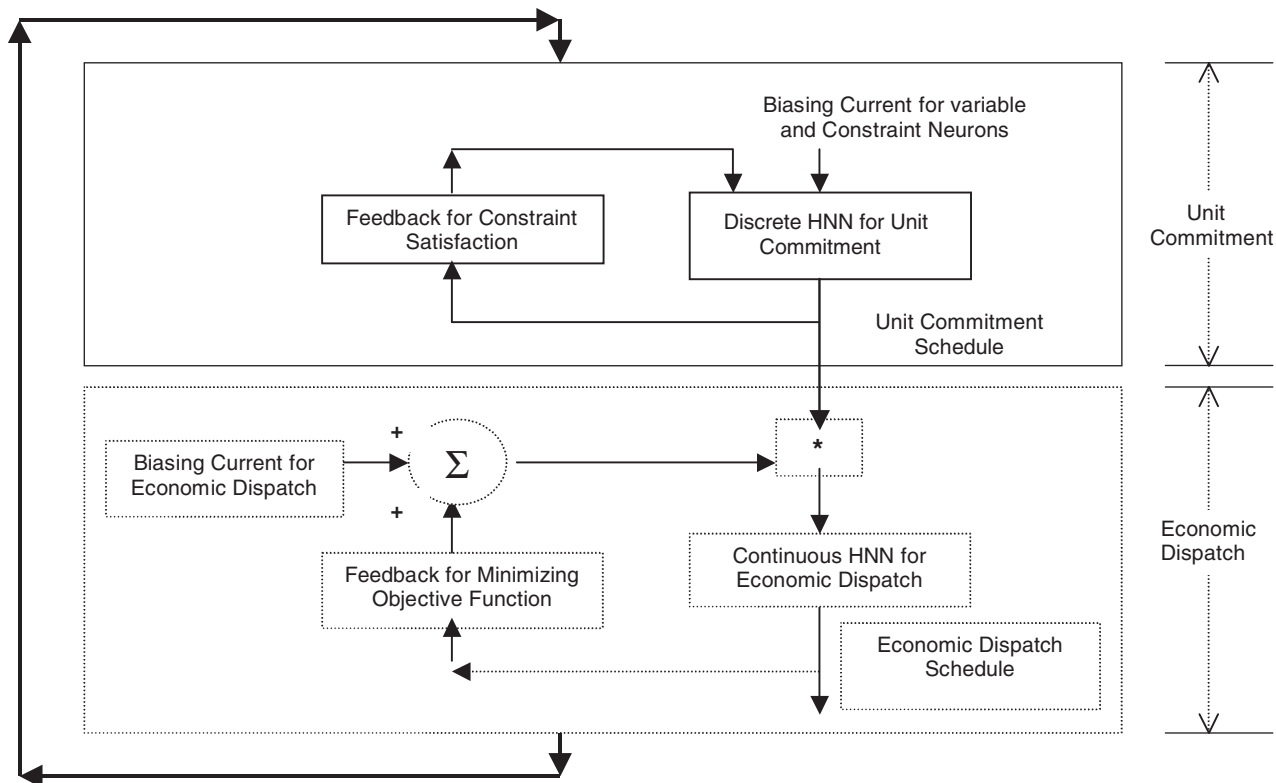 Biasing Current for variable
and Constraint Neurons
Feedback for Constraint
Satisfaction
Discrete HNN for Unit
Commitment
Unit
Commitment
Unit Commitment
Schedule
+
Biasing Current for
Economic Dispatch
Σ
*
+
Economic
Dispatch
Feedback for Minimizing
Objective Function
Continuous HNN for
Economic Dispatch
Economic Dispatch
Schedule